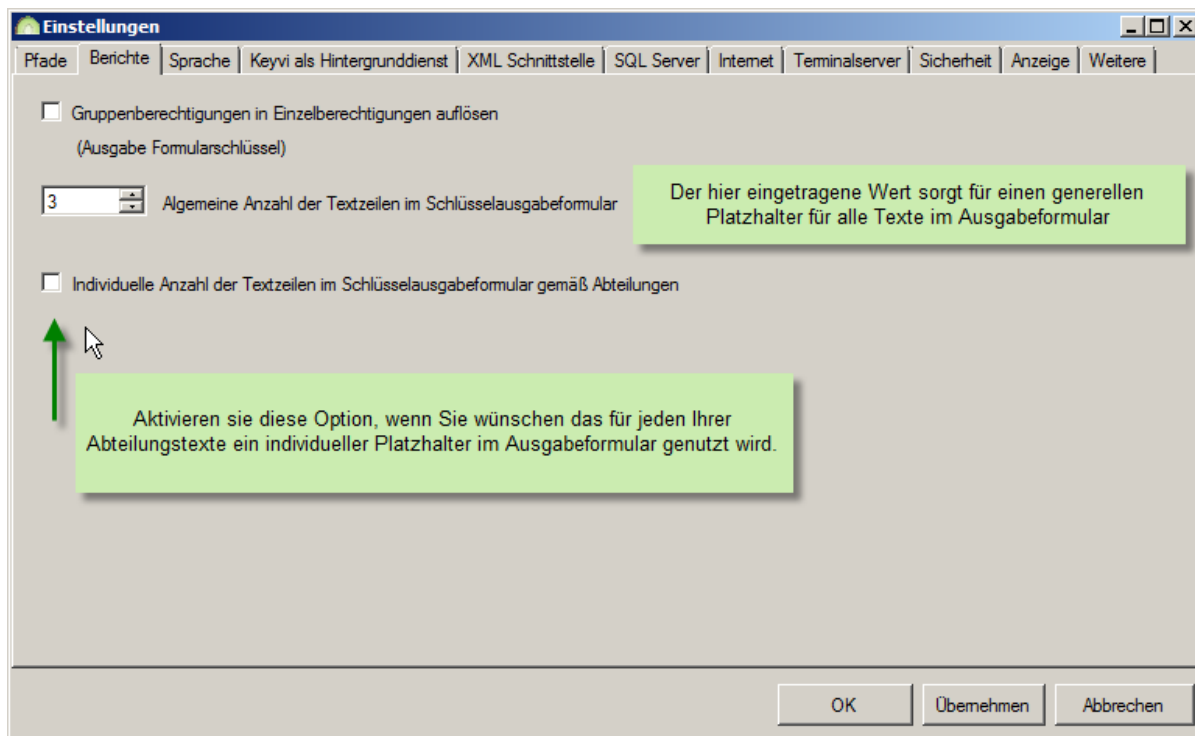 Einstellungen
Pfade Berichte Sprache Keyvi als Hintergrunddienst XML Schnittstelle SQL Server Internet Terminalserver Sicherheit Anzeige Weitere
Gruppenberechtigungen in Einzelberechtigungen auflösen
(Ausgabe Formularschlüssel)
3 Algemeine Anzahl der Textzeilen im Schlüsselausgabeformular
Der hier eingetragene Wert sorgt für einen generellen
Platzhalter für alle Texte im Ausgabeformular
Individuelle Anzahl der Textzeilen im Schlüsselausgabeformular gemäß Abteilungen
Aktivieren sie diese Option, wenn Sie wünschen das für jeden Ihrer
Abteilungstexte ein individueller Platzhalter im Ausgabeformular genutzt wird.
OK Übernehmen Abbrechen